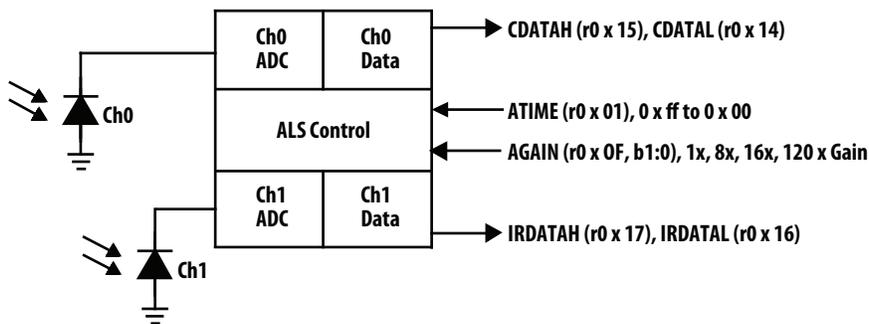 Ch0
ADC
Ch0
Data
CDATAH (r0 x 15), CDATAL (r0 x 14)
Ch0
ALS Control
ATIME (r0 x 01), 0 x ff to 0 x 00
AGAIN (r0 x OF, b1:0), 1x, 8x, 16x, 120 x Gain
Ch1
ADC
Ch1
Data
IRDATAH (r0 x 17), IRDATAL (r0 x 16)
Ch1